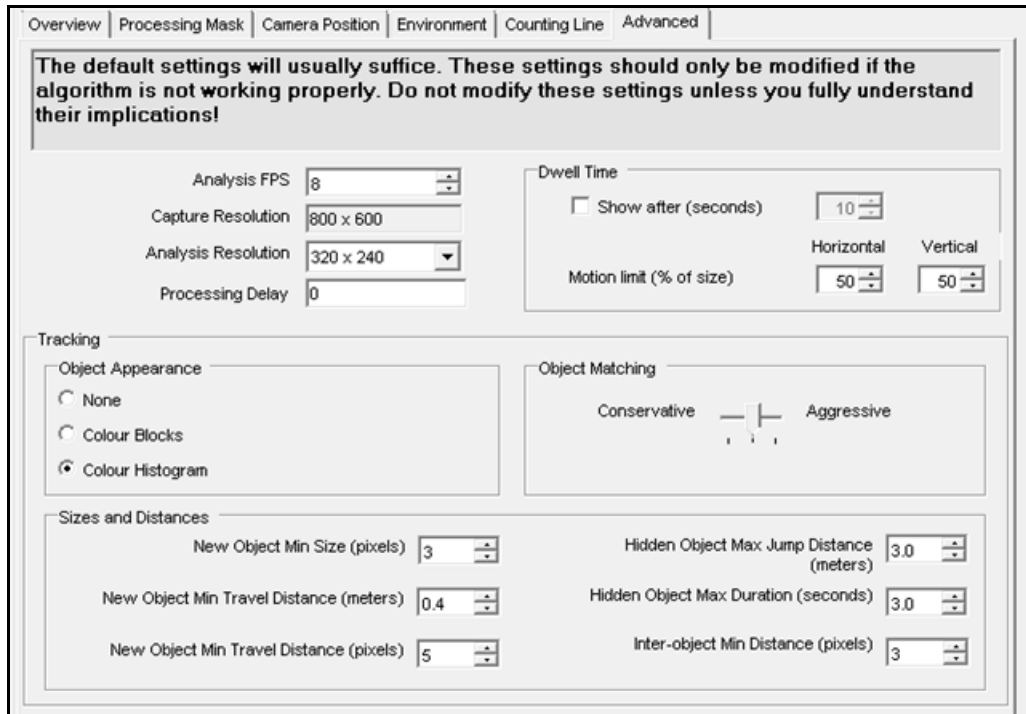 Overview
Processing Mask
Camera Position
Environment
Counting Line
Advanced
The default settings will usually suffice. These settings should only be modified if the
algorithm is not working properly. Do not modify these settings unless you fully understand
their implications!
Analysis FPS 8
Capture Resolution 800 x 600
Analysis Resolution 320 x 240
Processing Delay 0
Dwell Time
Show after (seconds) 10
Horizontal Vertical
Motion limit (% of size) 50 50
Tracking
Object Appearance
None
Colour Blocks
Colour Histogram
Object Matching
Conservative Aggressive
Sizes and Distances
New Object Min Size (pixels) 3
New Object Min Travel Distance (meters) 0.4
New Object Min Travel Distance (pixels) 5
Hidden Object Max Jump Distance
(meters) 3.0
Hidden Object Max Duration (seconds) 3.0
Inter-object Min Distance (pixels) 3